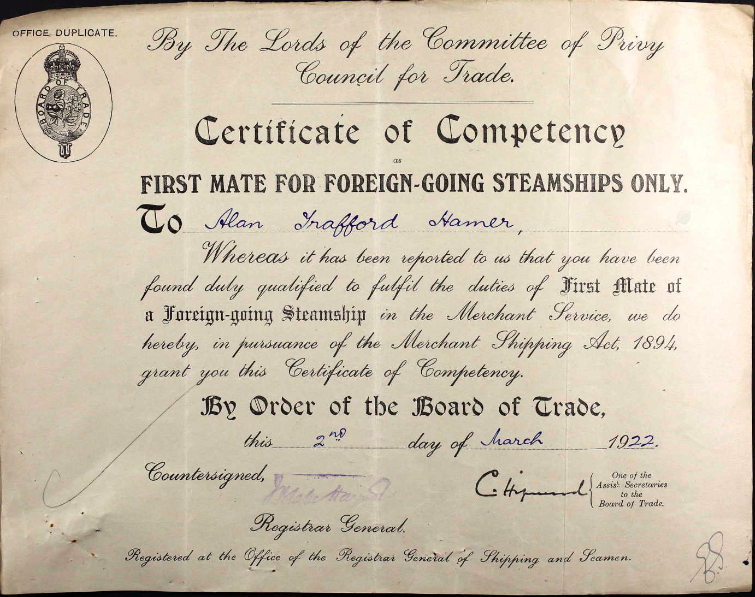 OFFICE DUPLICATE.
BOARD OF TRADE
By The Lords of the Committee of Privy
Council for Trade.
Certificate of Competency
as
FIRST MATE FOR FOREIGN-GOING STEAMSHIPS ONLY.
To Alan Trafford Hamer,
Whereas it has been reported to us that you have been
found duly qualified to fulfil the duties of First Mate of
a Foreign-going Steamship in the Merchant Service, we do
hereby, in pursuance of the Merchant Shipping Act, 1894,
grant you this Certificate of Competency.
By Order of the Board of Trade,
this 2nd day of March 1922.
Countersigned,
C. Hipwood
One of the
Assist. Secretaries
to the
Board of Trade.
Registrar General.
Registered at the Office of the Registrar General of Shipping and Seamen.